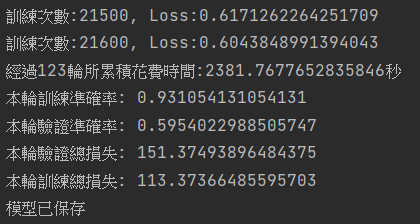 訓練次數:21500, Loss:0.6171262264251709
訓練次數:21600, Loss:0.6043848991394043
經過123輪所累積花費時間:2381.7677652835846秒
本輪訓練準確率: 0.931054131054131
本輪驗證準確率: 0.5954022988505747
本輪驗證總損失: 151.37493896484375
本輪訓練總損失: 113.37366485595703
模型已保存